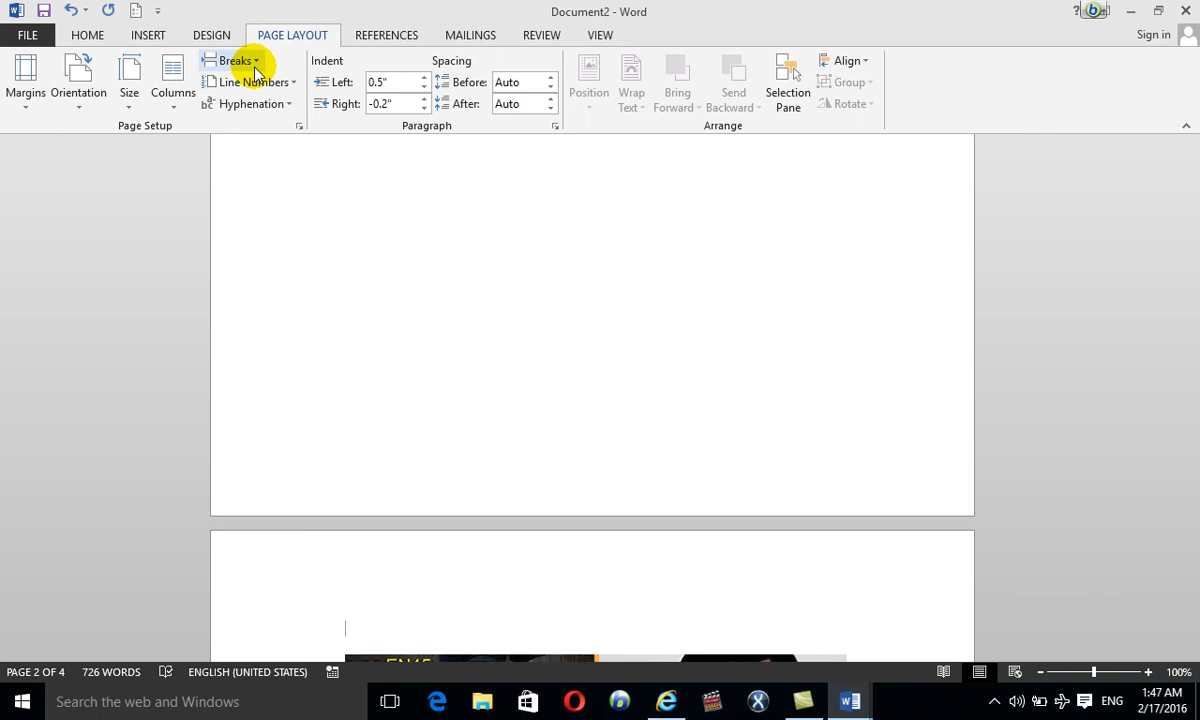 Document2 - Word
?
FILE
HOME
INSERT
DESIGN
PAGE LAYOUT
REFERENCES
MAILINGS
REVIEW
VIEW
Sign in
Margins
Orientation
Size
Columns
Breaks
Line Numbers
Hyphenation
Page Setup
Indent
Left: 0.5"
Right: -0.2"
Spacing
Before: Auto
After: Auto
Paragraph
Position
Wrap
Text
Bring
Forward
Send
Backward
Selection
Pane
Align
Group
Rotate
Arrange
PAGE 2 OF 4
726 WORDS
ENGLISH (UNITED STATES)
100%
Search the web and Windows
ENG
1:47 AM
2/17/2016